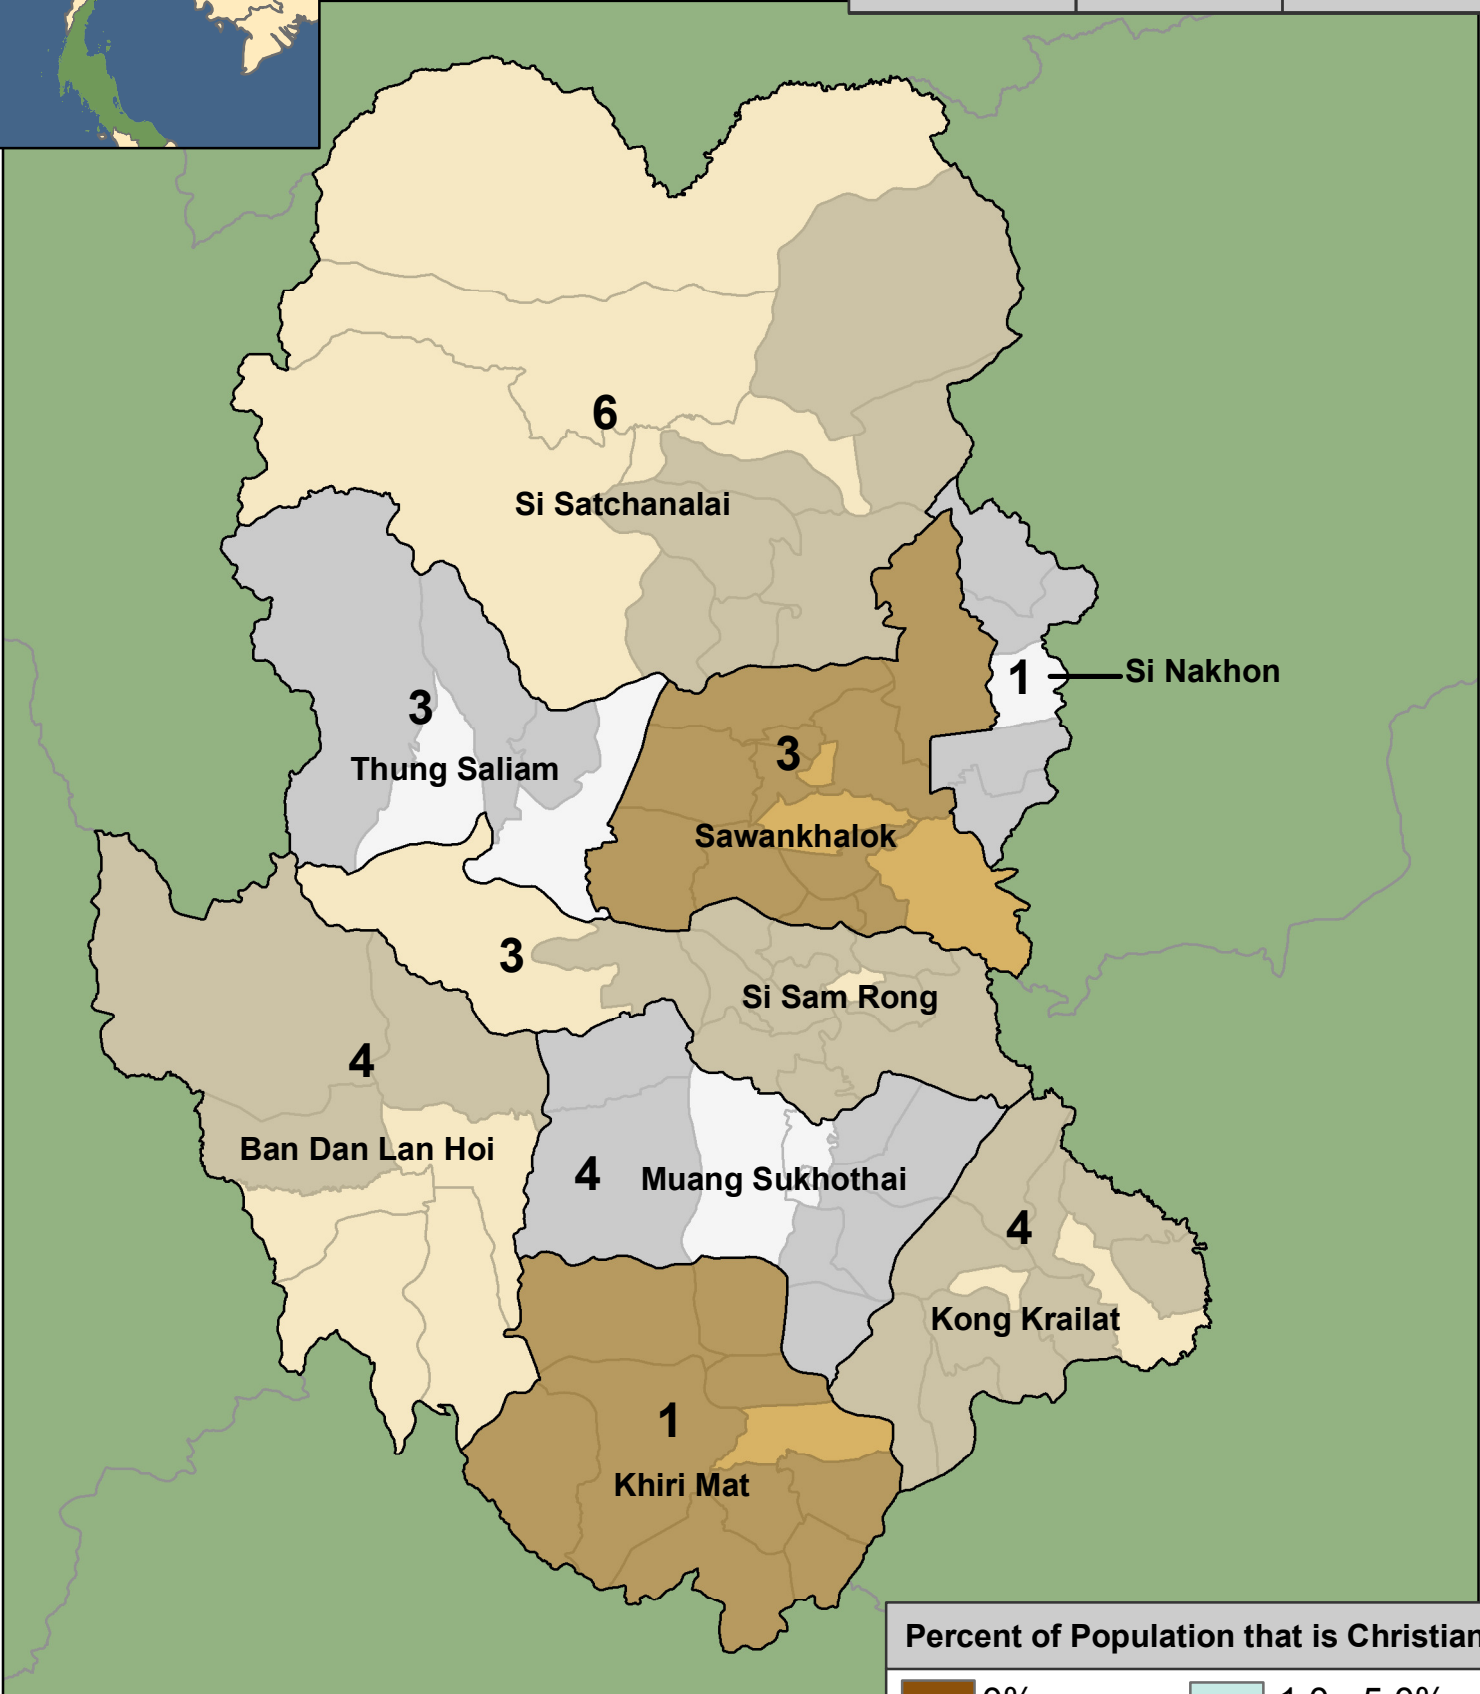 6
Si Satchanalai
1
Si Nakhon
3
Thung Saliam
3
Sawankhalok
3
Si Sam Rong
4
Ban Dan Lan Hoi
4
Muang Sukhothai
4
Kong Krailat
1
Khiri Mat
Percent of Population that is Christian